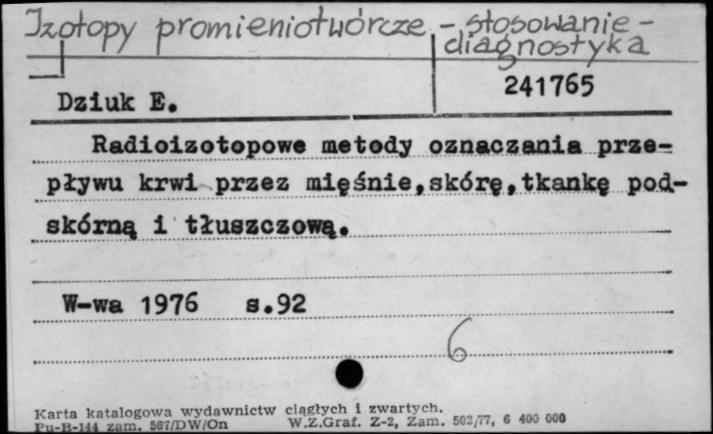 Izotopy promieniotwórcze - stosowanie -
diagnostyka
241765
Dziuk E.
Radioizotopowe metody oznaczania prze-
pływu krwi przez mięśnie,skórę,tkankę pod-
skórną i tłuszczową.
W-wa 1976 s.92
6
Karta katalogowa wydawnictw ciągłych i zwartych.
Pu-B-144 zam. 567/DW/On W.Z.Graf. Z-2, Zam. 502/77, 6 400 000